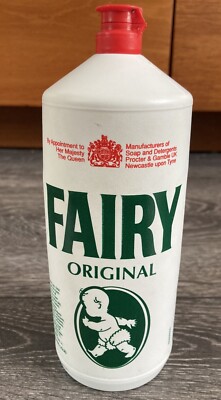 By Appointment to
Her Majesty
The Queen
Manufacturers of
Soap and Detergents
Procter & Gamble UK
Newcastle upon Tyne
FAIRY
ORIGINAL